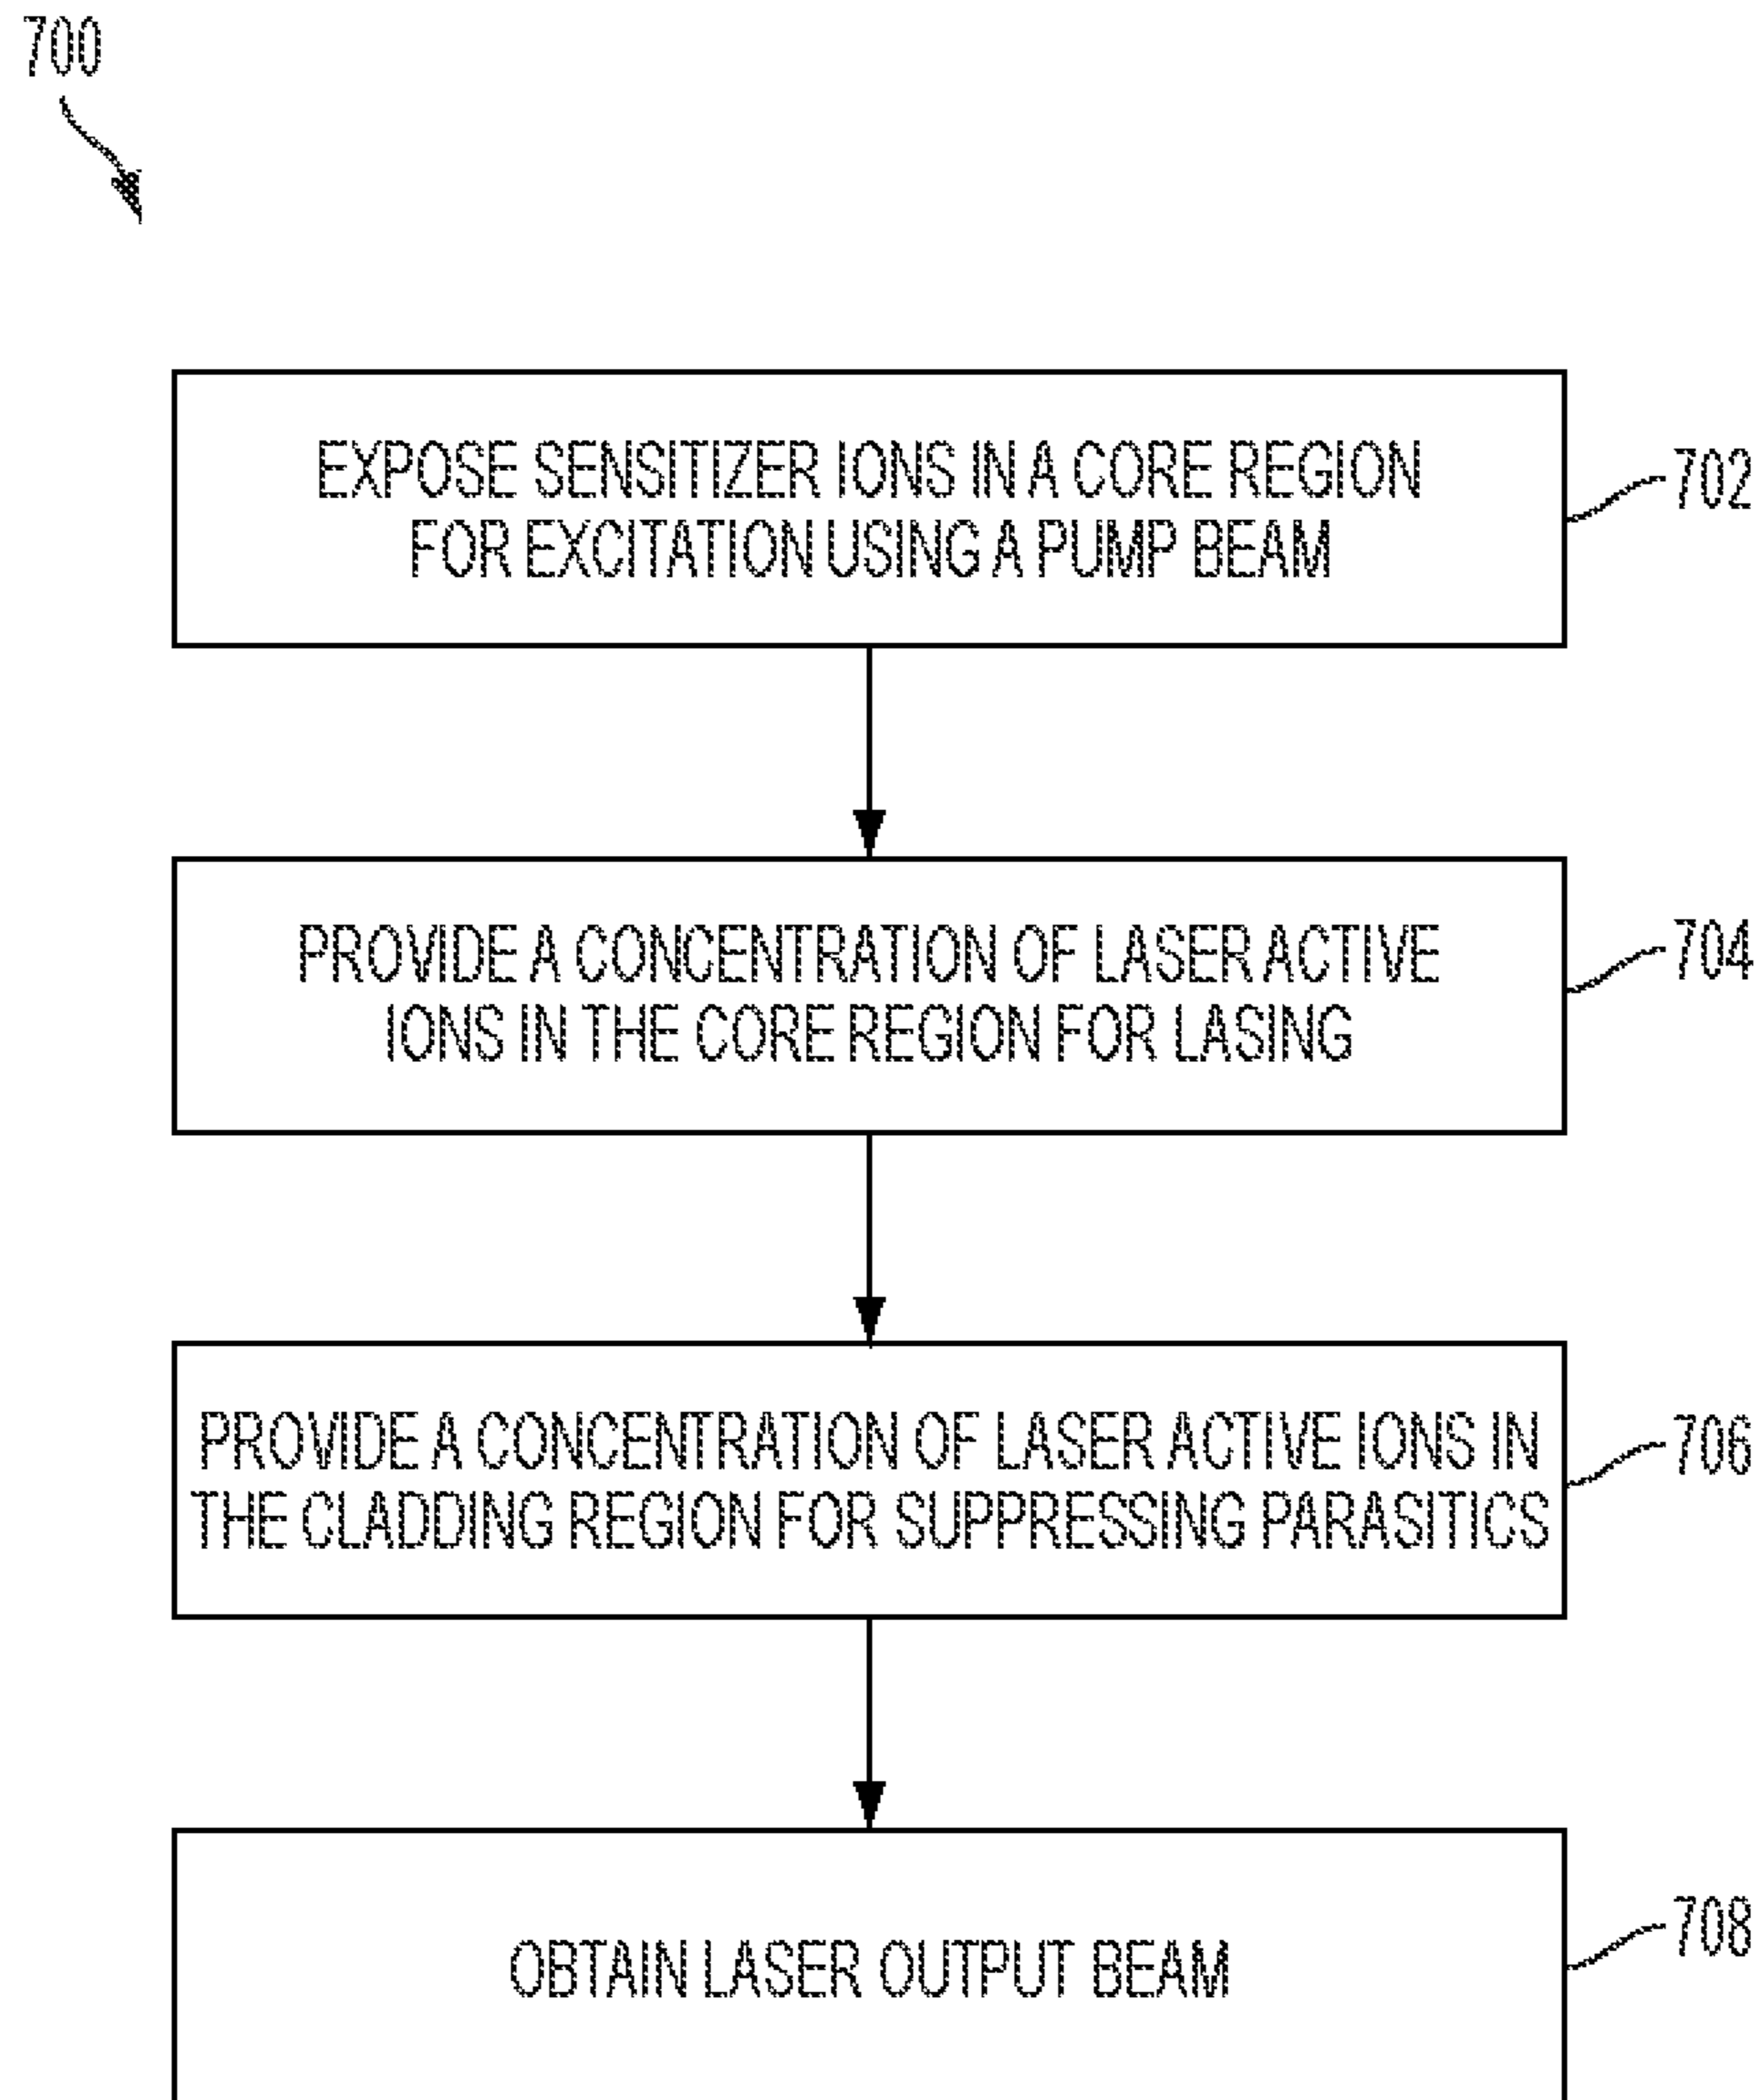 700
EXPOSE SENSITIZER IONS IN A CORE REGION
FOR EXCITATION USING A PUMP BEAM
702
PROVIDE A CONCENTRATION OF LASER ACTIVE
IONS IN THE CORE REGION FOR LASING
704
PROVIDE A CONCENTRATION OF LASER ACTIVE IONS IN
THE CLADDING REGION FOR SUPPRESSING PARASITICS
706
OBTAIN LASER OUTPUT BEAM
708